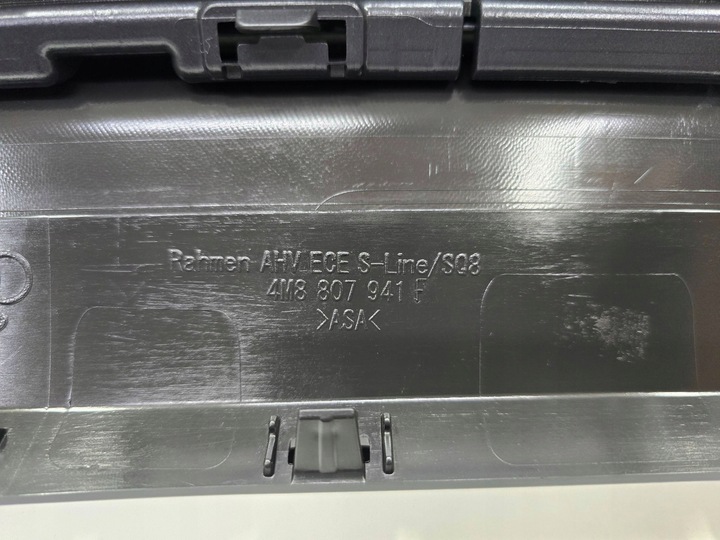 Rahmen AHV ECE S-Line/SQ8
4M8 807 941 F
>ASA<